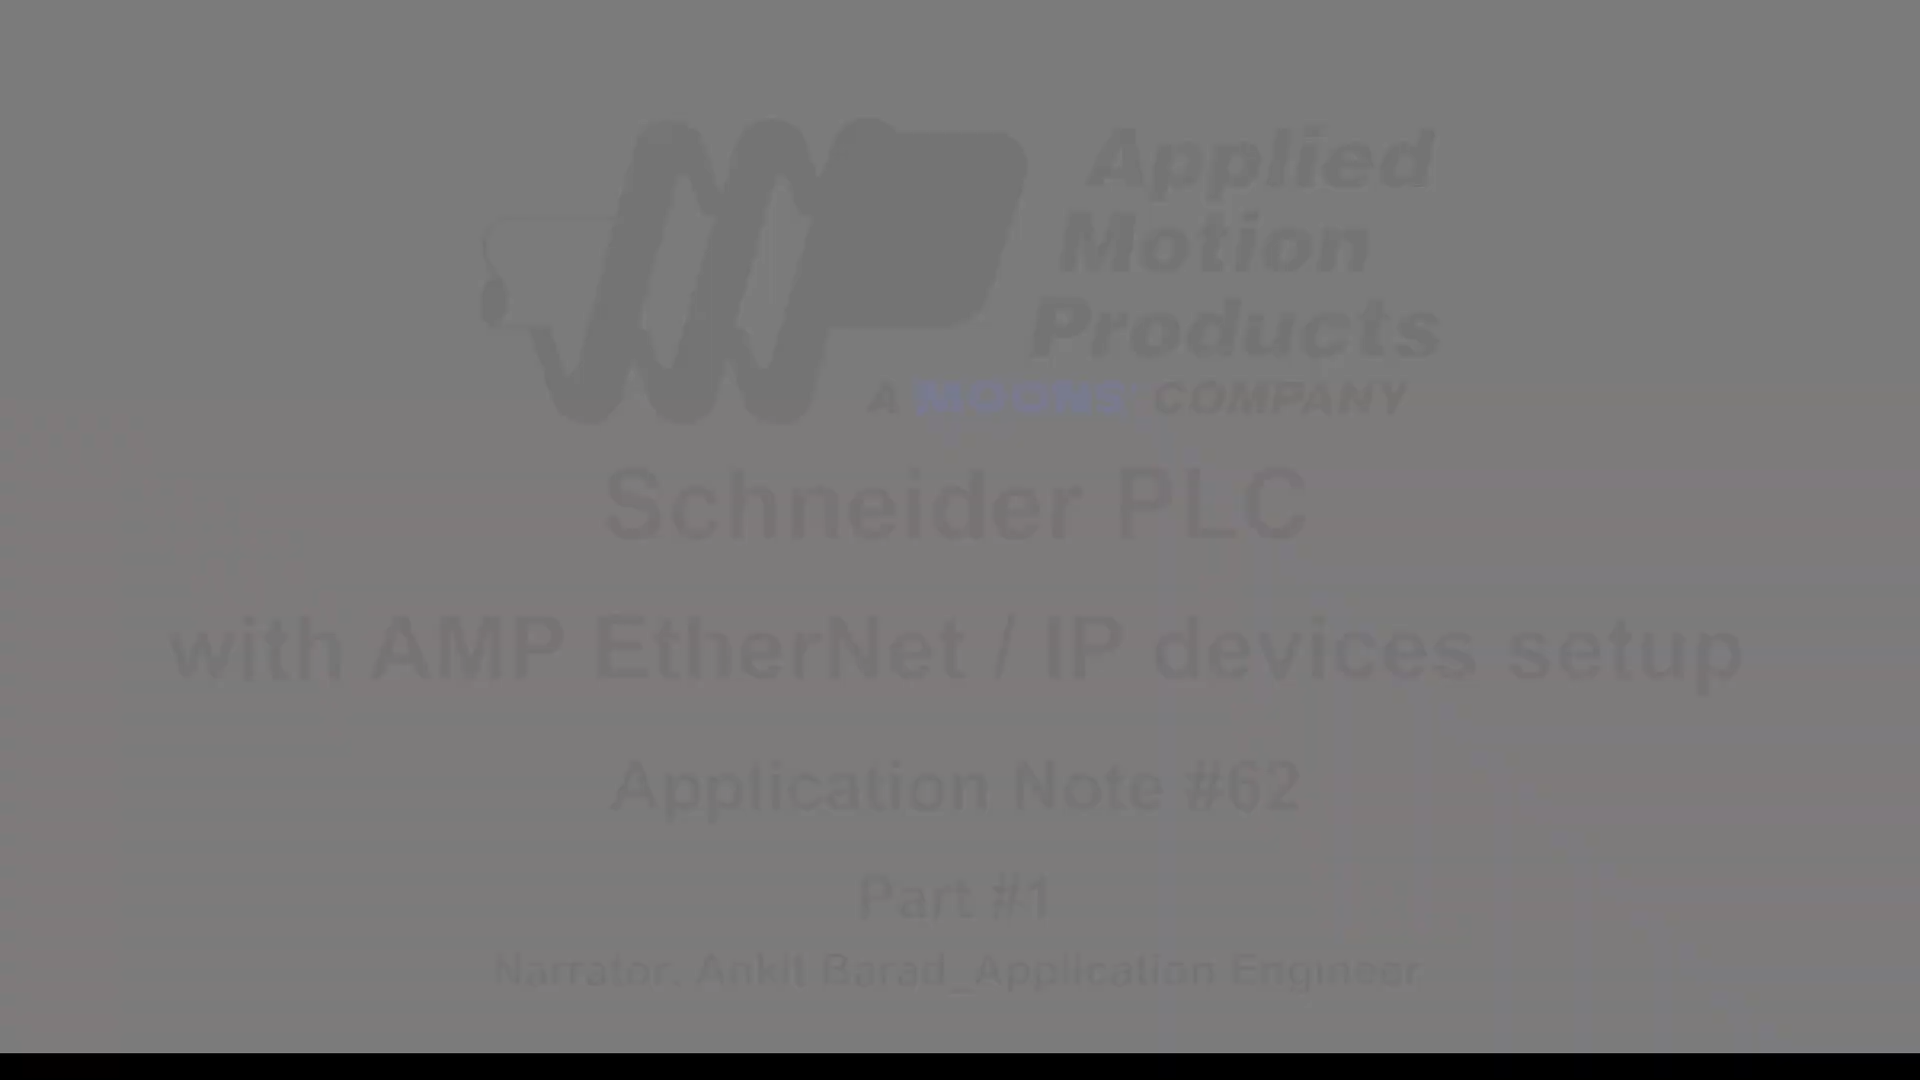 Applied
Motion
Products
A MOONS' COMPANY
Schneider PLC
with AMP EtherNet / IP devices setup
Application Note #62
Part #1
Narrator. Ankit Barad_Application Engineer